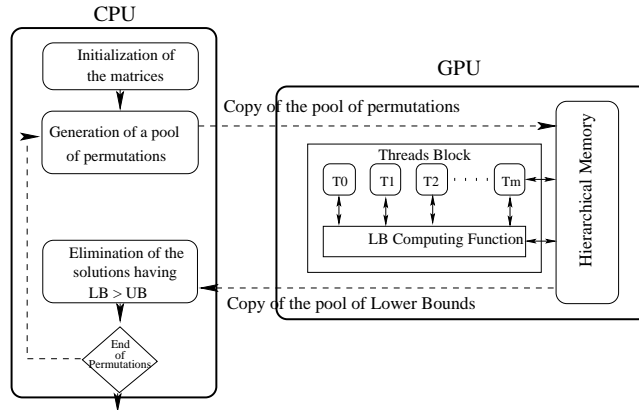 CPU
Initialization of
the matrices
Generation of a pool
of permutations
Elimination of the
solutions having
LB > UB
End
of
Permutations
Copy of the pool of permutations
Copy of the pool of Lower Bounds
GPU
Threads Block
T0 T1 T2 . . . . . Tm
LB Computing Function
Hierarchical Memory